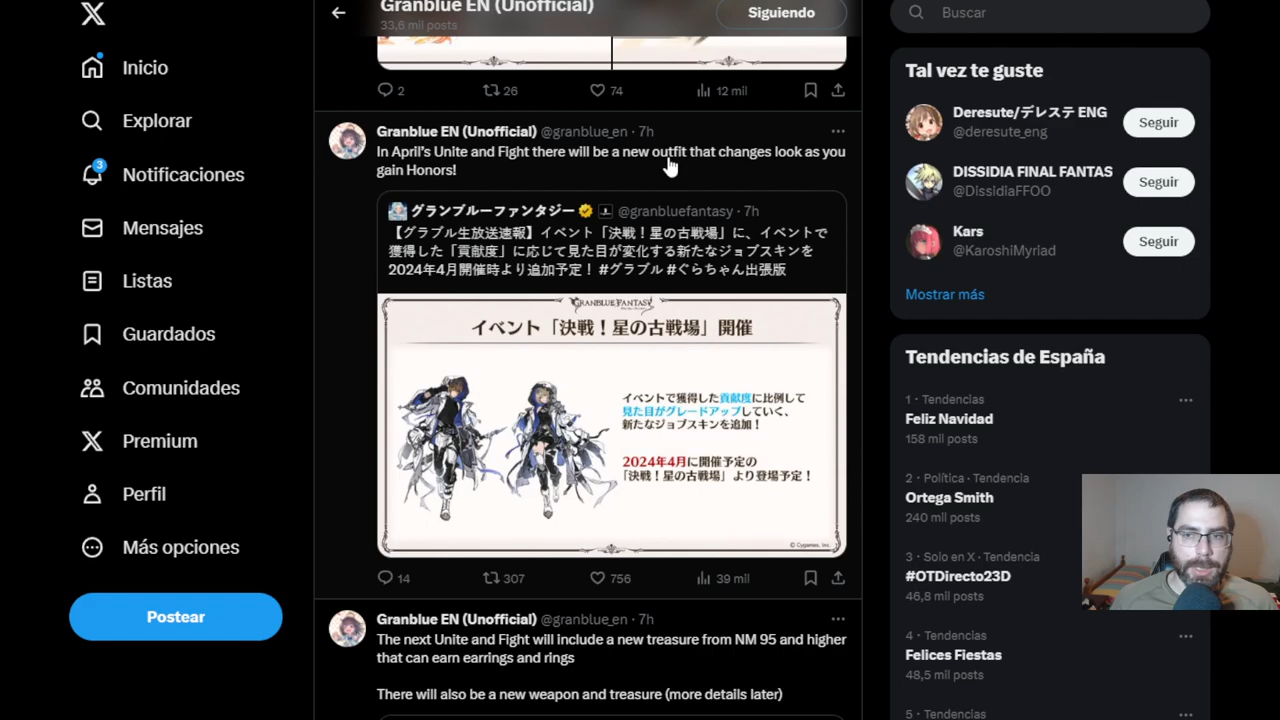 Granblue EN (Unofficial)
33,6 mil posts
Siguiendo
Buscar
Inicio
Explorar
3
Notificaciones
Mensajes
Listas
Guardados
Comunidades
Premium
Perfil
Más opciones
Postear
2
26
74
12 mil
Granblue EN (Unofficial) @granblue_en · 7h
In April's Unite and Fight there will be a new outfit that changes look as you
gain Honors!
グランブルーファンタジー @granbluefantasy · 7h
【グラブル生放送速報】イベント「決戦！星の古戦場」に、イベントで
獲得した「貢献度」に応じて見た目が変化する新たなジョブスキンを
2024年4月開催時より追加予定！ #グラブル #ぐらちゃん出張版
GRANBLUE FANTASY
イベント「決戦！星の古戦場」開催
イベントで獲得した貢献度に比例して
見た目がグレードアップしていく、
新たなジョブスキンを追加！
2024年4月に開催予定の
「決戦！星の古戦場」より登場予定！
© Cygames, Inc.
14
307
756
39 mil
Granblue EN (Unofficial) @granblue_en · 7h
The next Unite and Fight will include a new treasure from NM 95 and higher
that can earn earrings and rings
There will also be a new weapon and treasure (more details later)
Tal vez te guste
Deresute/デレステ ENG
@deresute_eng
Seguir
DISSIDIA FINAL FANTAS
@DissidiaFFOO
Seguir
Kars
@KaroshiMyriad
Seguir
Mostrar más
Tendencias de España
1 · Tendencias
Feliz Navidad
158 mil posts
2 · Política · Tendencia
Ortega Smith
240 mil posts
3 · Solo en X · Tendencia
#OTDirecto23D
46,8 mil posts
4 · Tendencias
Felices Fiestas
48,5 mil posts
5 · Tendencias